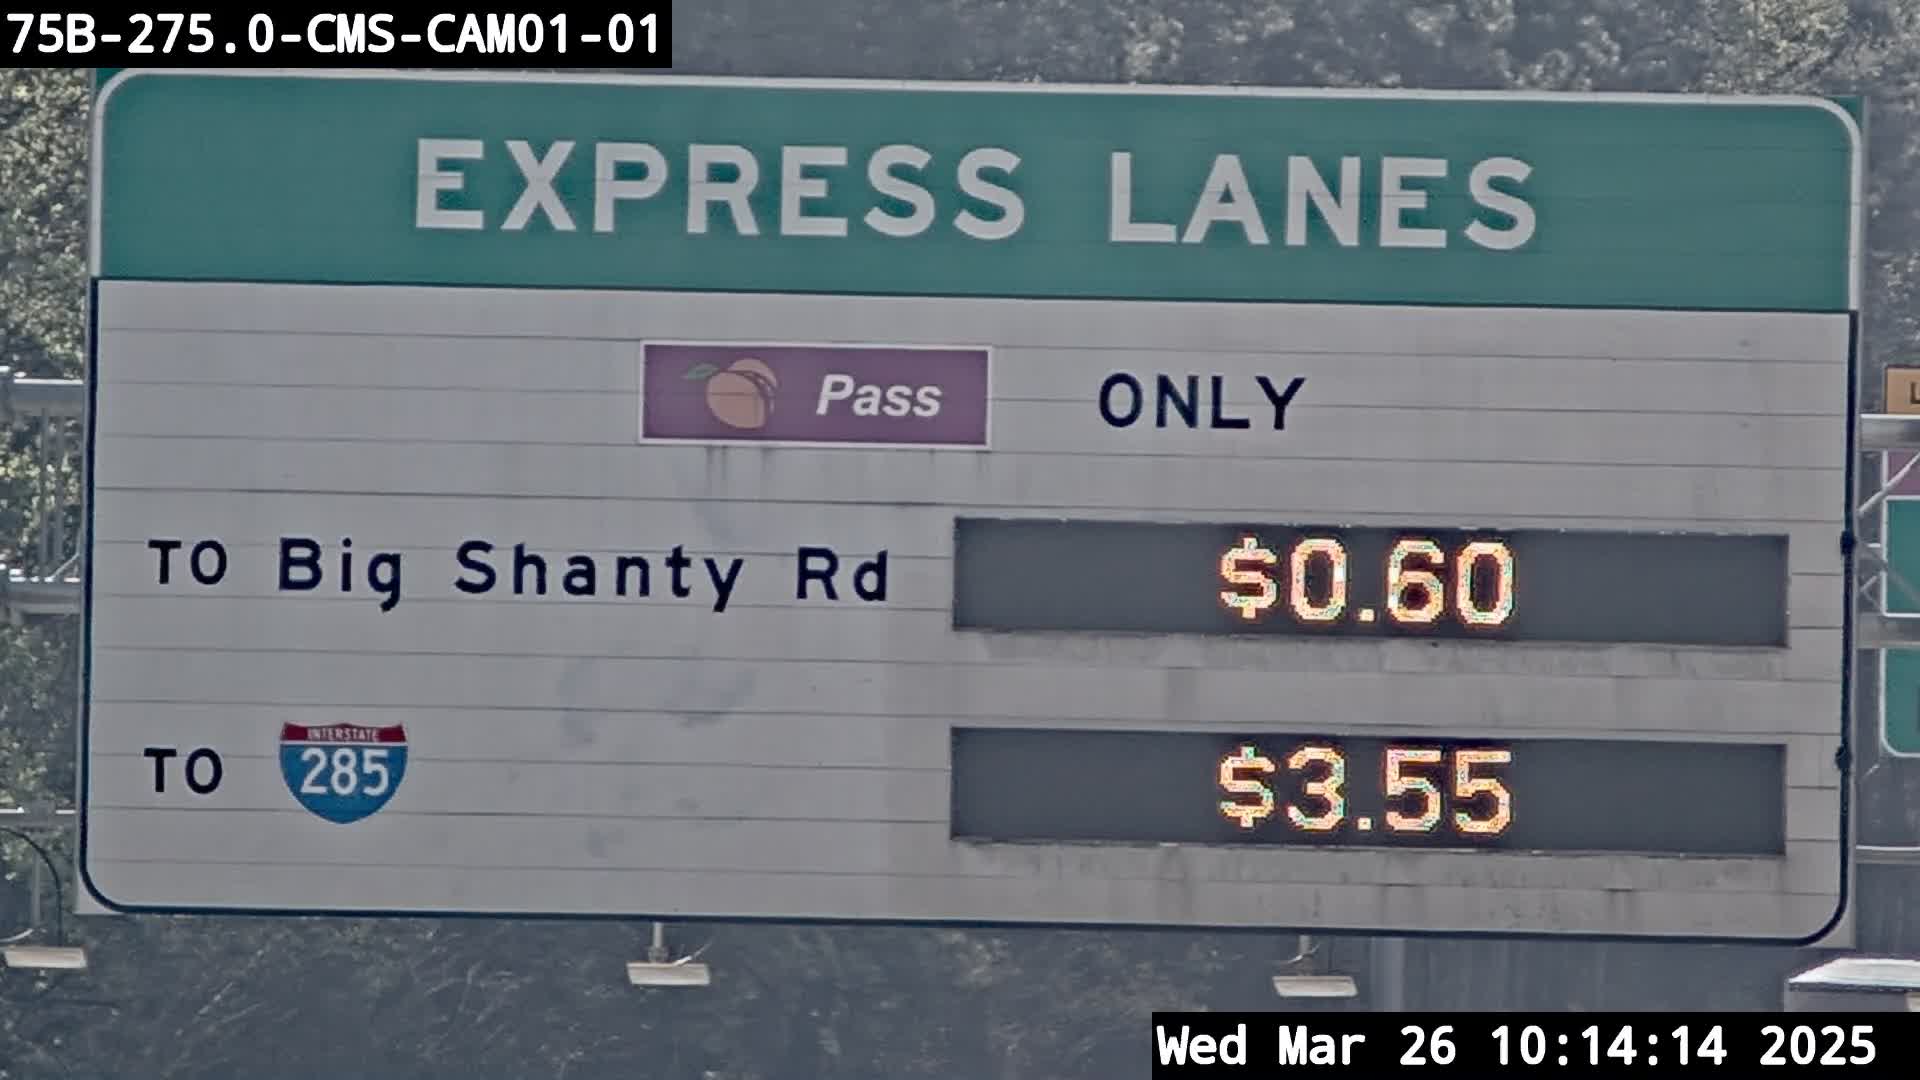 75B-275.0-CMS-CAM01-01
EXPRESS LANES
Pass ONLY
TO Big Shanty Rd $0.60
INTERSTATE
TO 285 $3.55
Wed Mar 26 10:14:14 2025